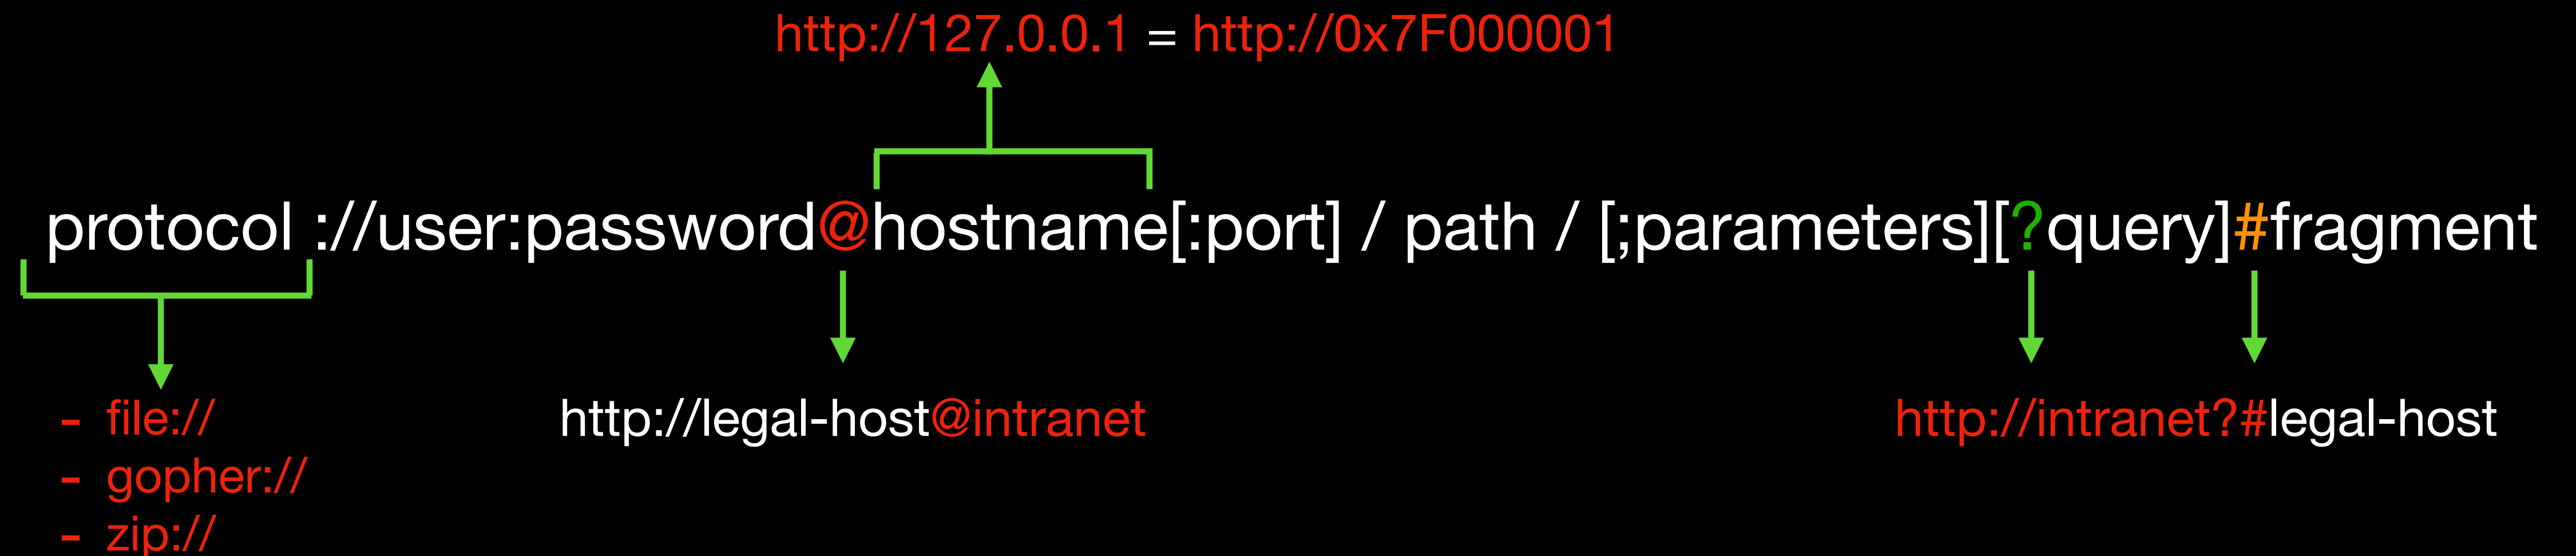 http://127.0.0.1 = http://0x7F000001
protocol ://user:password@hostname[:port] / path / [;parameters][?query]#fragment
- file://
- gopher://
- zip://
http://legal-host@intranet
http://intranet?#legal-host